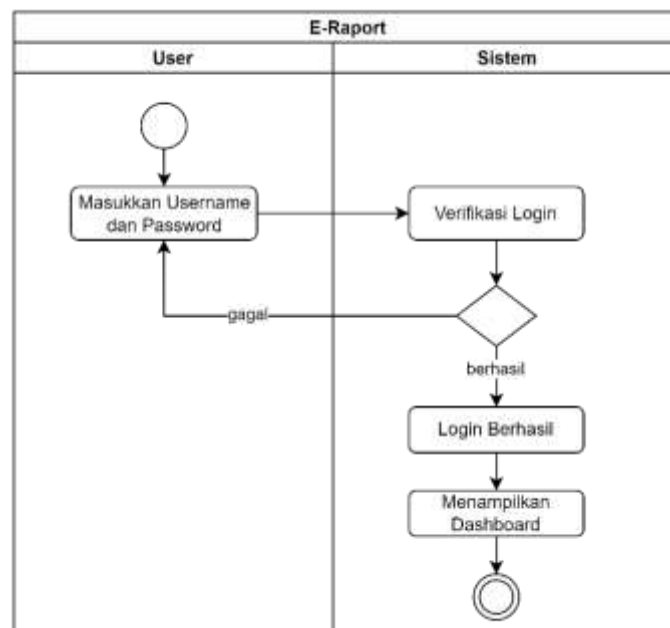 E-Raport
User
Sistem
Masukkan Username
dan Password
Verifikasi Login
gagal
berhasil
Login Berhasil
Menampilkan
Dashboard